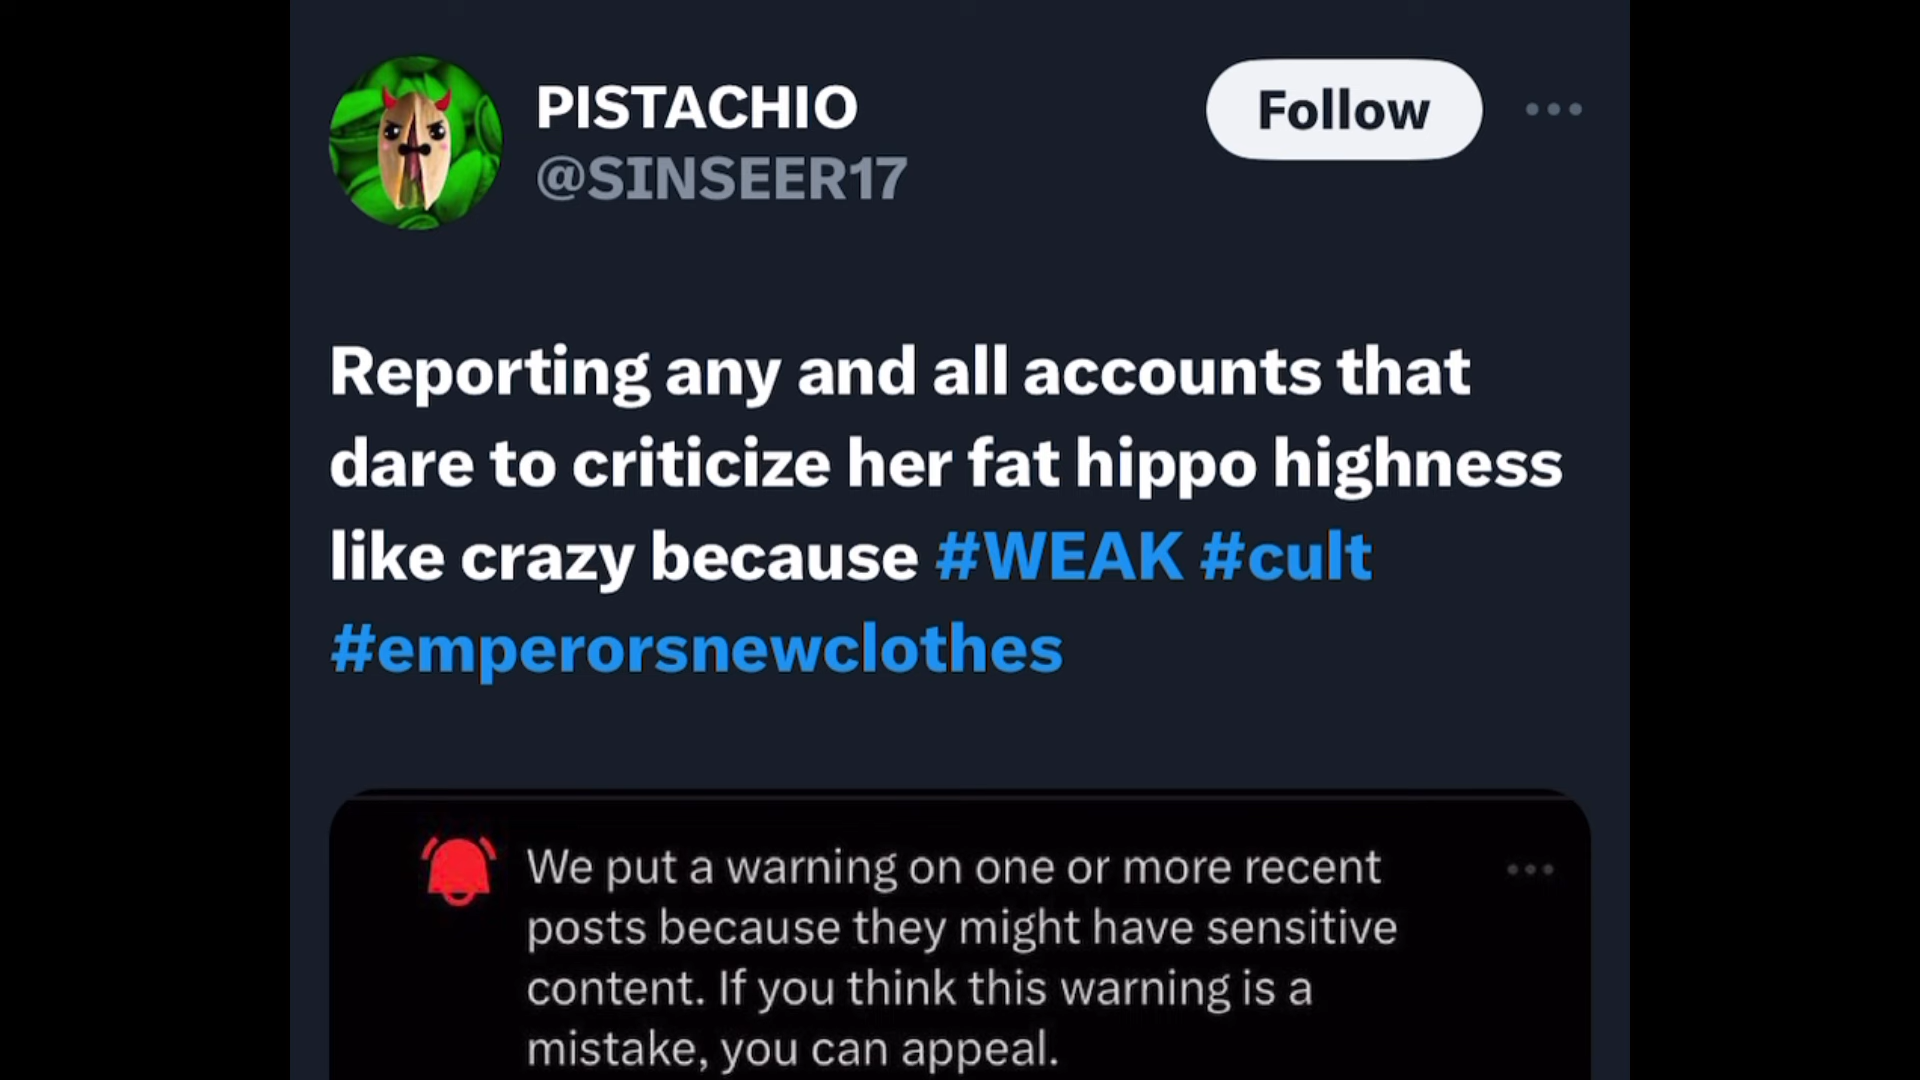 PISTACHIO
@SINSEER17
Follow
Reporting any and all accounts that
dare to criticize her fat hippo highness
like crazy because #WEAK #cult
#emperorsnewclothes
We put a warning on one or more recent
posts because they might have sensitive
content. If you think this warning is a
mistake, you can appeal.